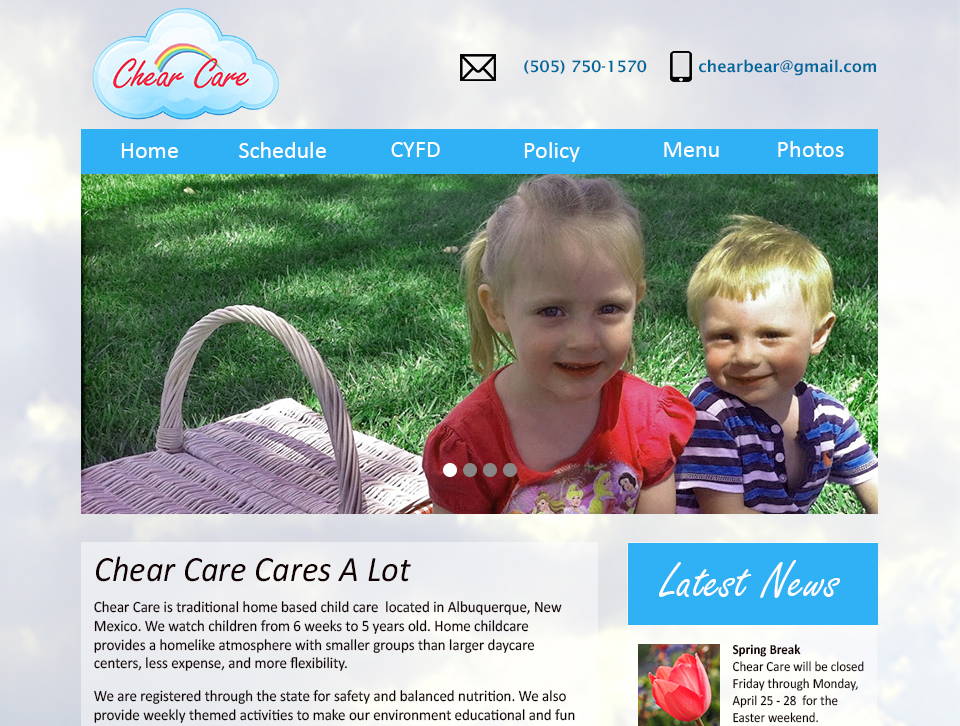 Chear Care
(505) 750-1570
chearbear@gmail.com
Home Schedule CYFD Policy Menu Photos
Chear Care Cares A Lot
Chear Care is traditional home based child care located in Albuquerque, New
Mexico. We watch children from 6 weeks to 5 years old. Home childcare
provides a homelike atmosphere with smaller groups than larger daycare
centers, less expense, and more flexibility.
We are registered through the state for safety and balanced nutrition. We also
provide weekly themed activities to make our environment educational and fun
Latest News
Spring Break
Chear Care will be closed
Friday through Monday,
April 25 - 28 for the
Easter weekend.